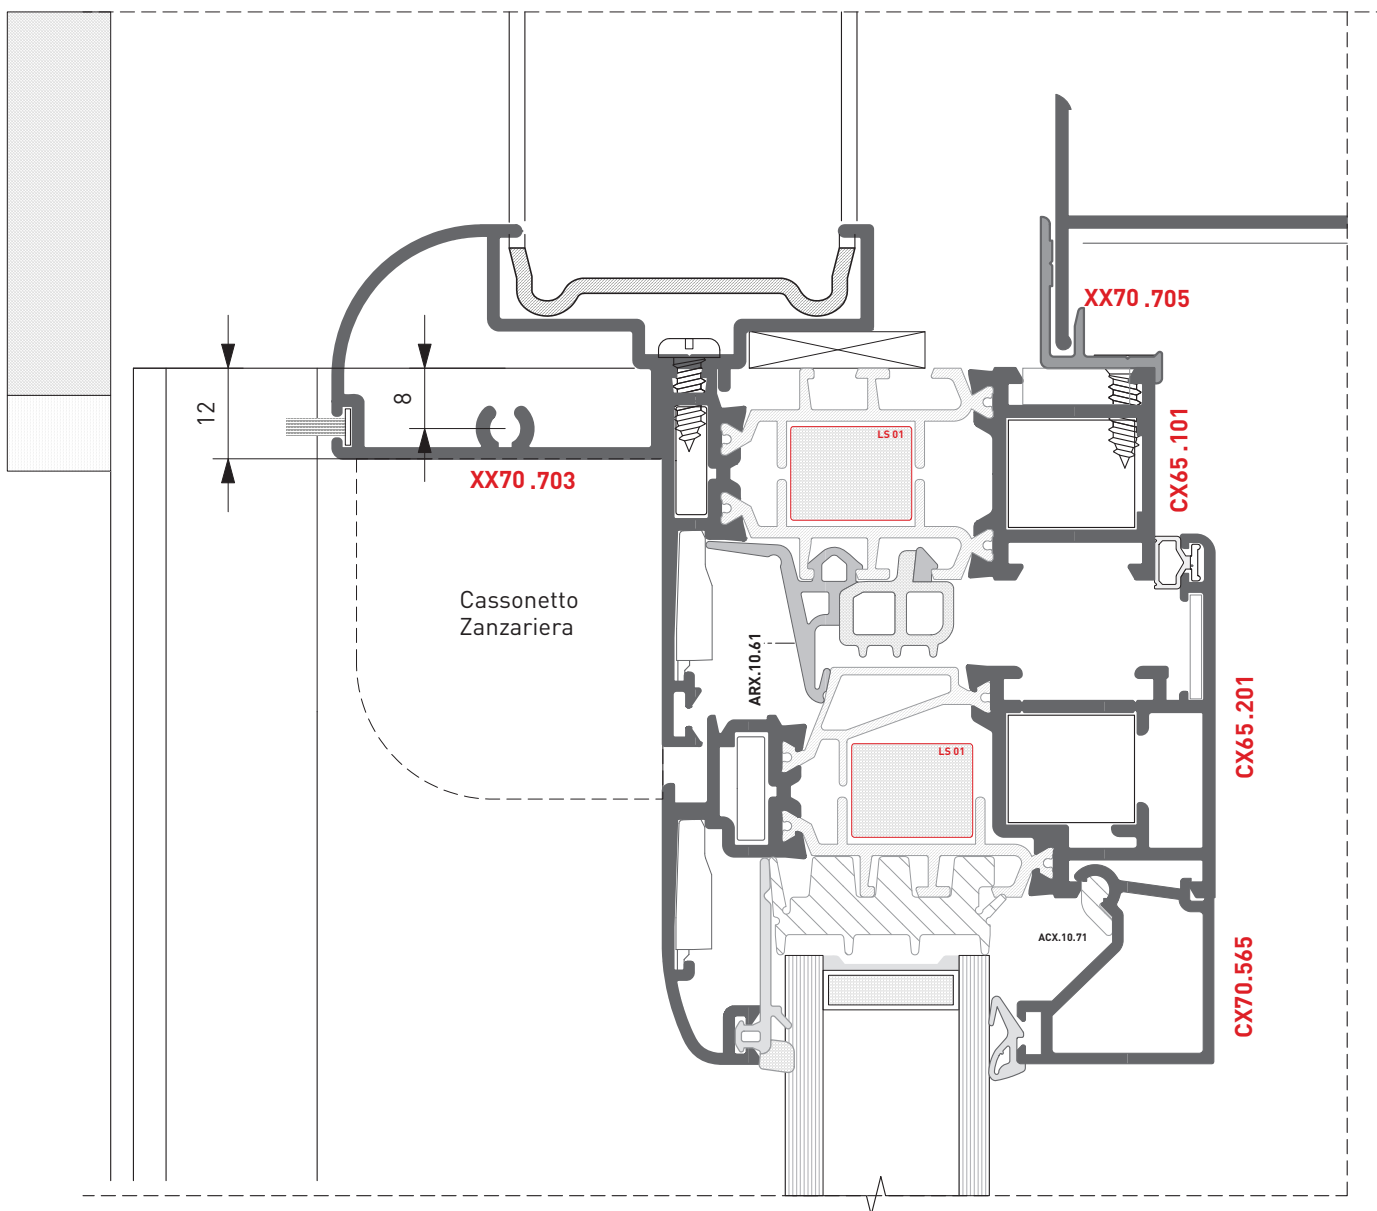 XX70 .705
12
8
CX65 .101
LS 01
XX70 .703
Cassonetto
Zanzariera
ARX.10.61
CX65.201
LS 01
ACX.10.71
CX70.565